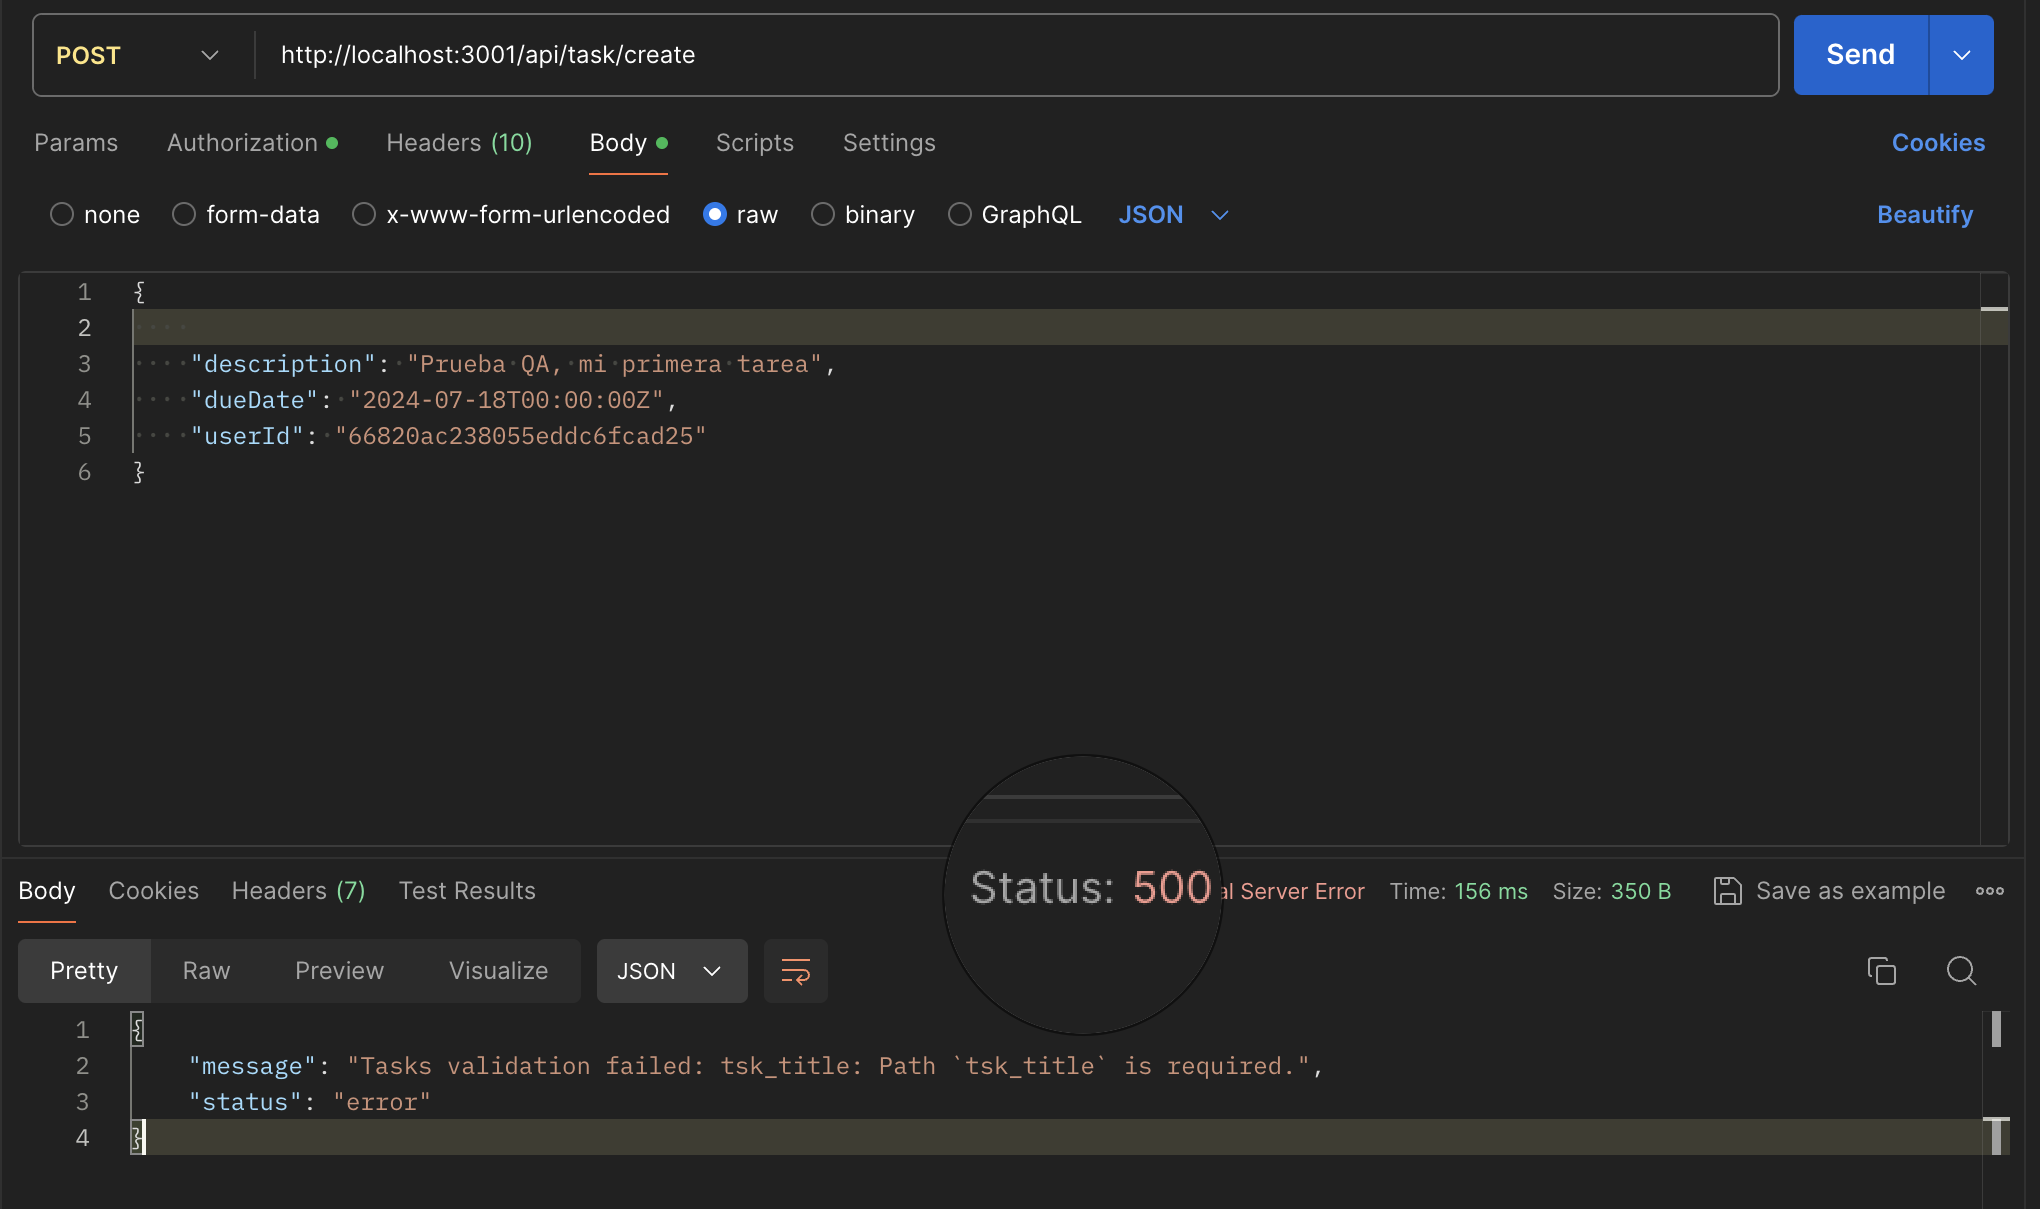 POST http://localhost:3001/api/task/create Send
Params Authorization Headers (10) Body Scripts Settings Cookies
none form-data x-www-form-urlencoded raw binary GraphQL JSON Beautify
1 {
2
3 "description": "Prueba QA, mi primera tarea",
4 "dueDate": "2024-07-18T00:00:00Z",
5 "userId": "66820ac238055eddc6fcad25"
6 }
Body Cookies Headers (7) Test Results Status: 500 al Server Error Time: 156 ms Size: 350 B Save as example
Pretty Raw Preview Visualize JSON
1 {
2 "message": "Tasks validation failed: tsk_title: Path `tsk_title` is required.",
3 "status": "error"
4 }